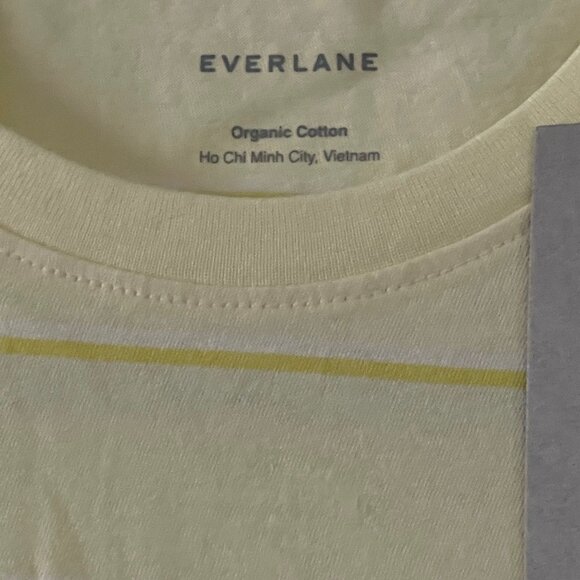 EVERLANE
Organic Cotton
Ho Chi Minh City, Vietnam